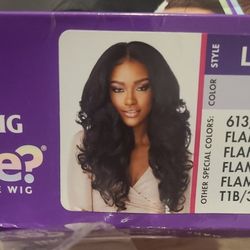 IG
e?
E WIG
STYLE
L
COLOR
OTHER SPECIAL COLORS:
613,
FLAM
FLAM
FLAM
FLAM
T1B/3